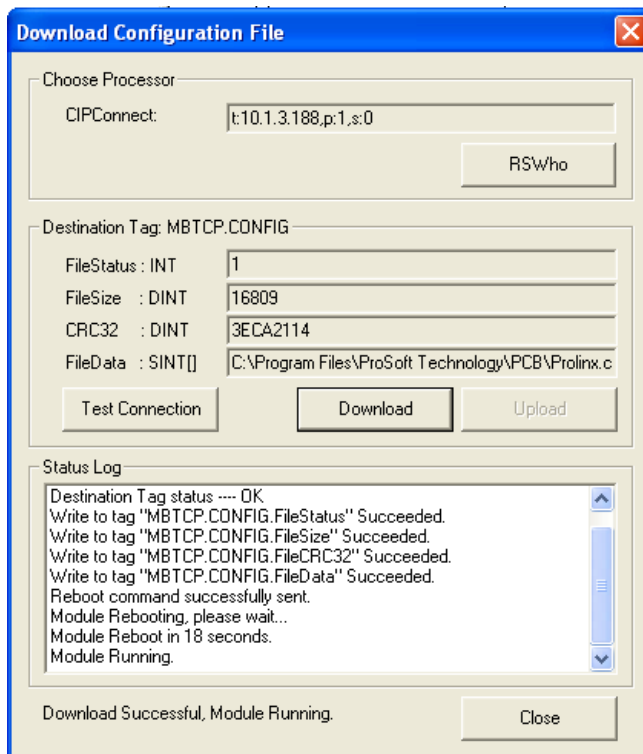 Download Configuration File
Choose Processor
CIPConnect: t:10.1.3.188,p:1,s:0
RSWho
Destination Tag: MBTCP.CONFIG
FileStatus : INT 1
FileSize : DINT 16809
CRC32 : DINT 3ECA2114
FileData : SINT[] C:\Program Files\ProSoft Technology\PCB\Prolinx.c
Test Connection Download Upload
Status Log
Destination Tag status ---- OK
Write to tag "MBTCP.CONFIG.FileStatus" Succeeded.
Write to tag "MBTCP.CONFIG.FileSize" Succeeded.
Write to tag "MBTCP.CONFIG.FileCRC32" Succeeded.
Write to tag "MBTCP.CONFIG.FileData" Succeeded.
Reboot command successfully sent.
Module Rebooting, please wait...
Module Reboot in 18 seconds.
Module Running.
Download Successful, Module Running. Close